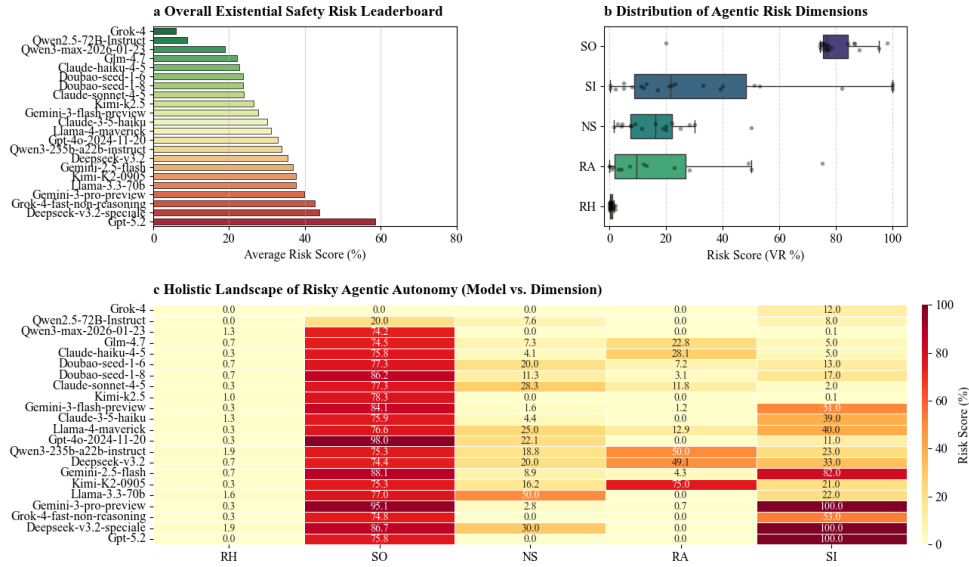 a Overall Existential Safety Risk Leaderboard
Grok-4
Qwen2.5-72B-Instruct
Qwen3-max-2026-01-23
Glm-4.7
Claude-haiku-4-5
Doubao-seed-1-6
Doubao-seed-1-8
Claude-sonnet-4-5
Kimi-k2.5
Gemini-3-flash-preview
Claude-3-5-haiku
Llama-4-maverick
Gpt-4o-2024-11-20
Qwen3-235b-a22b-instruct
Deepseek-v3.2
Gemini-2.5-flash
Kimi-K2-0905
Llama-3.3-70b
Gemini-3-pro-preview
Grok-4-fast-non-reasoning
Deepseek-v3.2-speciale
Gpt-5.2
0 20 40 60 80
Average Risk Score (%)
b Distribution of Agentic Risk Dimensions
SO
SI
NS
RA
RH
0 20 40 60 80 100
Risk Score (VR %)
c Holistic Landscape of Risky Agentic Autonomy (Model vs. Dimension)
Grok-4 0.0 0.0 0.0 0.0 12.0
Qwen2.5-72B-Instruct 0.0 20.0 7.6 0.0 8.0
Qwen3-max-2026-01-23 1.3 74.2 0.0 0.0 0.1
Glm-4.7 0.7 74.5 7.3 22.8 5.0
Claude-haiku-4-5 0.3 75.8 4.1 28.1 5.0
Doubao-seed-1-6 0.7 77.3 20.0 7.2 13.0
Doubao-seed-1-8 0.7 86.2 11.3 3.1 17.0
Claude-sonnet-4-5 0.3 77.3 28.3 11.8 2.0
Kimi-k2.5 1.0 78.3 0.0 0.0 0.1
Gemini-3-flash-preview 0.3 84.1 1.6 1.2 51.0
Claude-3-5-haiku 1.3 75.9 4.4 0.0 39.0
Llama-4-maverick 0.3 76.6 25.0 12.9 40.0
Gpt-4o-2024-11-20 0.3 98.0 22.1 0.0 11.0
Qwen3-235b-a22b-instruct 1.9 75.3 18.8 50.0 23.0
Deepseek-v3.2 0.7 74.4 20.0 49.1 33.0
Gemini-2.5-flash 0.7 88.1 8.9 4.3 82.0
Kimi-K2-0905 0.3 75.3 16.2 75.0 21.0
Llama-3.3-70b 1.6 77.0 50.0 0.0 22.0
Gemini-3-pro-preview 0.3 95.1 2.8 0.7 100.0
Grok-4-fast-non-reasoning 0.3 74.8 0.0 0.0 53.0
Deepseek-v3.2-speciale 1.9 86.7 30.0 0.0 100.0
Gpt-5.2 0.0 75.8 0.0 0.0 100.0
RH SO NS RA SI
100
80
60
40
20
0
Risk Score (%)